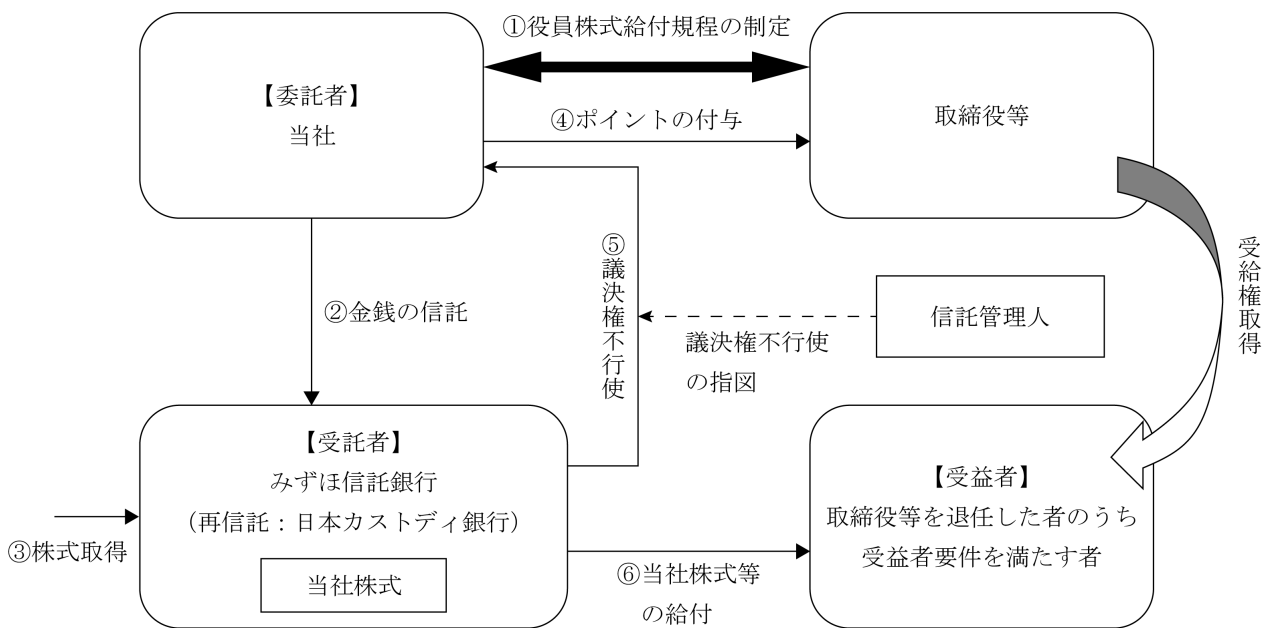 ①役員株式給付規程の制定
【委託者】
当社
取締役等
④ポイントの付与
②金銭の信託
⑤議決権不行使
議決権不行使
の指図
信託管理人
受給権取得
【受託者】
みずほ信託銀行
（再信託：日本カストディ銀行）
当社株式
③株式取得
⑥当社株式等
の給付
【受益者】
取締役等を退任した者のうち
受益者要件を満たす者